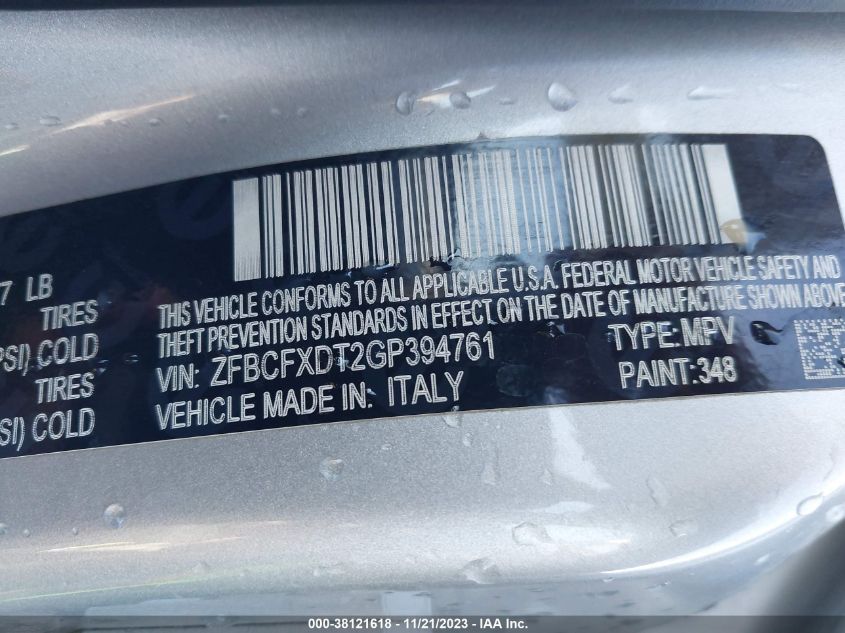 7 LB
TIRES
PSI) COLD
TIRES
SI) COLD
THIS VEHICLE CONFORMS TO ALL APPLICABLE U.S.A. FEDERAL MOTOR VEHICLE SAFETY AND
THEFT PREVENTION STANDARDS IN EFFECT ON THE DATE OF MANUFACTURE SHOWN ABOVE
VIN: ZFBCFXDT2GP394761 TYPE: MPV
VEHICLE MADE IN: ITALY PAINT:348
000-38121618 - 11/21/2023 - IAA Inc.